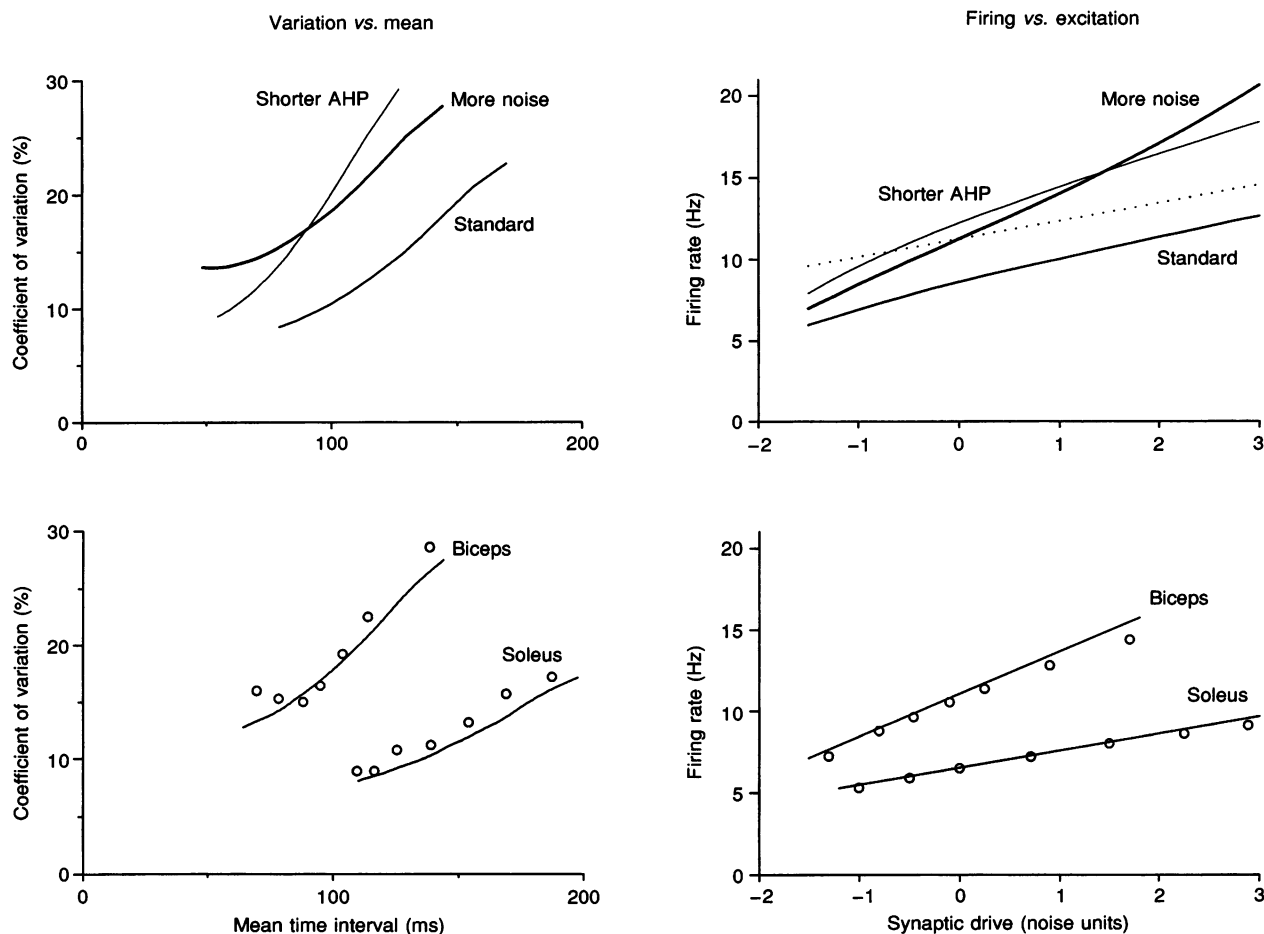 Variation vs. mean
Coefficient of variation (%)
30
20
10
0
0
100
200
Shorter AHP
More noise
Standard
Firing vs. excitation
Firing rate (Hz)
20
15
10
5
0
−2
−1
0
1
2
3
More noise
Shorter AHP
Standard
Coefficient of variation (%)
30
20
10
0
0
100
200
Biceps
Soleus
Mean time interval (ms)
Firing rate (Hz)
20
15
10
5
0
−2
−1
0
1
2
3
Biceps
Soleus
Synaptic drive (noise units)